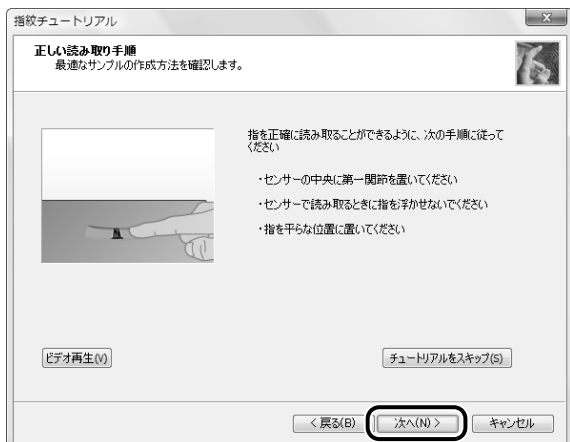 指紋チュートリアル
正しい読み取り手順
最適なサンプルの作成方法を確認します。
指を正確に読み取ることができるように、次の手順に従って
ください
・センサーの中央に第一関節を置いてください
・センサーで読み取るときに指を浮かせないでください
・指を平らな位置に置いてください
ビデオ再生(V)
チュートリアルをスキップ(S)
< 戻る(B)
次へ(N) >
キャンセル